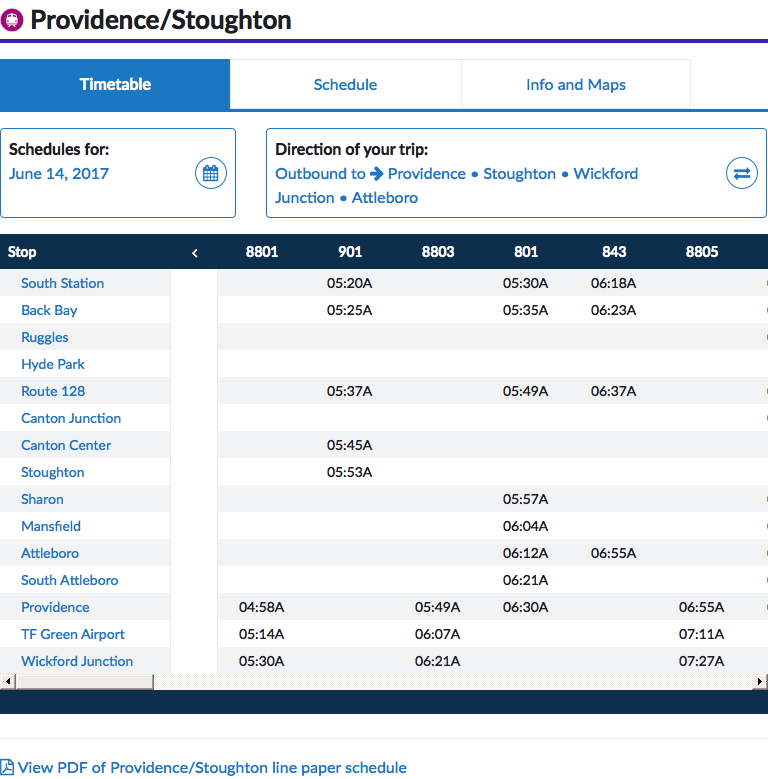 Providence/Stoughton
Timetable Schedule Info and Maps
Schedules for:
June 14, 2017
Direction of your trip:
Outbound to Providence • Stoughton • Wickford
Junction • Attleboro
Stop 8801 901 8803 801 843 8805
South Station 05:20A 05:30A 06:18A
Back Bay 05:25A 05:35A 06:23A
Ruggles
Hyde Park
Route 128 05:37A 05:49A 06:37A
Canton Junction
Canton Center 05:45A
Stoughton 05:53A
Sharon 05:57A
Mansfield 06:04A
Attleboro 06:12A 06:55A
South Attleboro 06:21A
Providence 04:58A 05:49A 06:30A 06:55A
TF Green Airport 05:14A 06:07A 07:11A
Wickford Junction 05:30A 06:21A 07:27A
View PDF of Providence/Stoughton line paper schedule